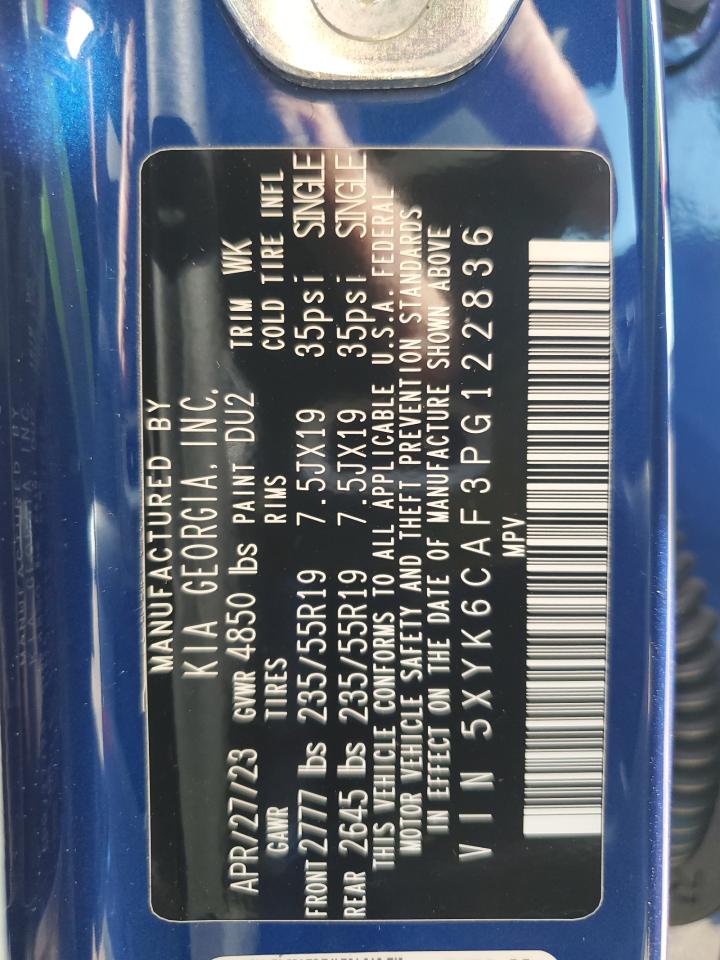 MANUFACTURED BY
KIA GEORGIA, INC.
APR/27/23 GVWR 4850 lbs PAINT DU2 TRIM WK
GAWR TIRES RIMS COLD TIRE INFL
FRONT 2777 lbs 235/55R19 7.5JX19 35psi SINGLE
REAR 2645 lbs 235/55R19 7.5JX19 35psi SINGLE
THIS VEHICLE CONFORMS TO ALL APPLICABLE U.S.A. FEDERAL
MOTOR VEHICLE SAFETY AND THEFT PREVENTION STANDARDS
IN EFFECT ON THE DATE OF MANUFACTURE SHOWN ABOVE
VIN 5XYK6CAF3PG122836
MPV